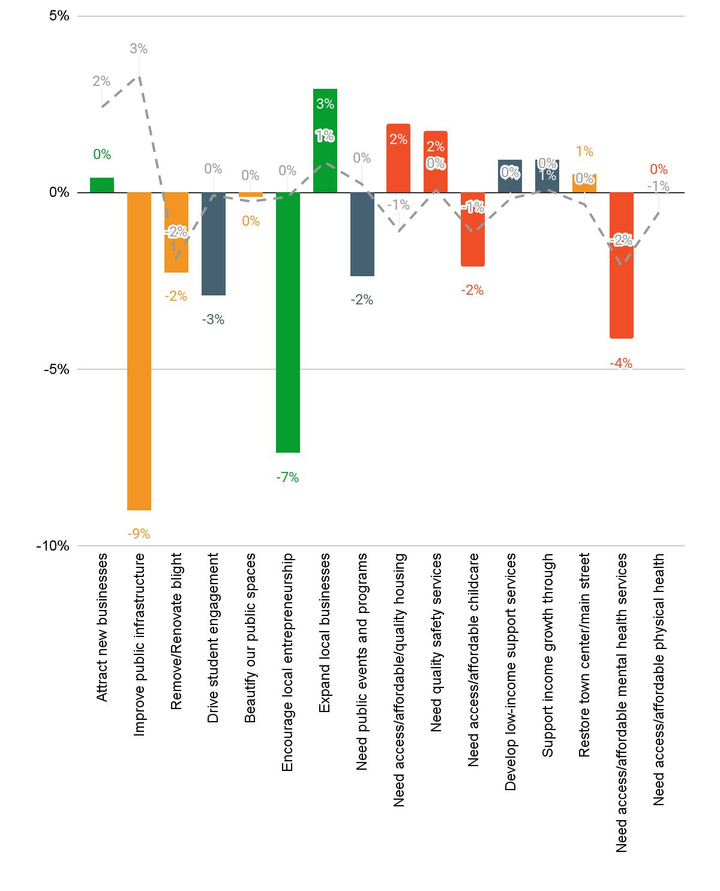 5%
0%
-5%
-10%
2%
3%
-2%
0%
0%
0%
1%
0%
-1%
0%
-1%
0%
0%
0%
-2%
-1%
0%
-9%
-2%
-3%
0%
-7%
3%
-2%
2%
2%
-2%
1%
1%
-4%
0%
Attract new businesses
Improve public infrastructure
Remove/Renovate blight
Drive student engagement
Beautify our public spaces
Encourage local entrepreneurship
Expand local businesses
Need public events and programs
Need access/affordable/quality housing
Need quality safety services
Need access/affordable childcare
Develop low-income support services
Support income growth through
Restore town center/main street
Need access/affordable mental health services
Need access/affordable physical health